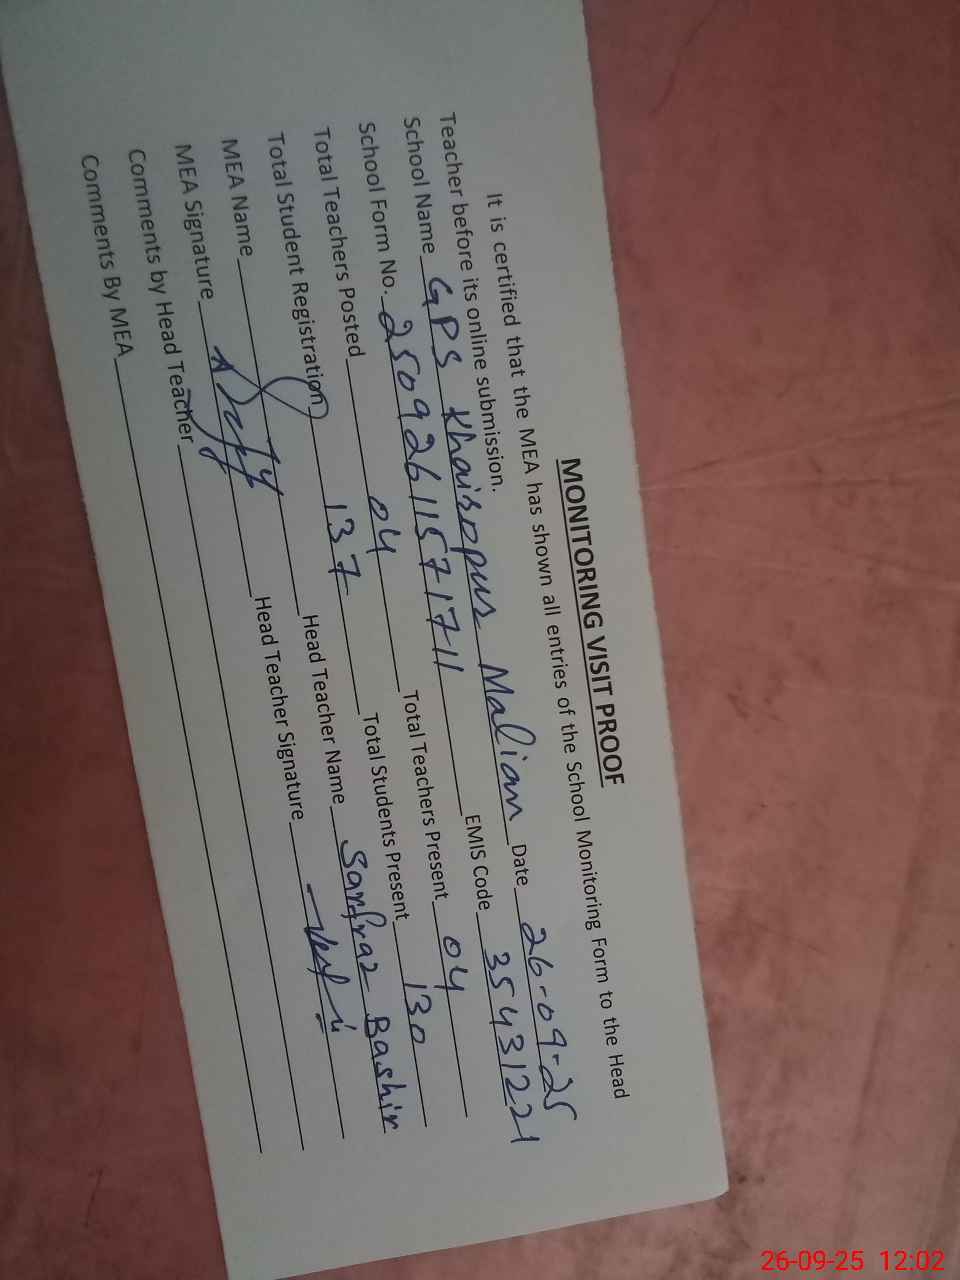 MONITORING VISIT PROOF
It is certified that the MEA has shown all entries of the School Monitoring Form to the Head
Teacher before its online submission.
School Name GPS Malian Date 26-09-25
School Form No. 25092611571711 EMIS Code 35431221
Total Teachers Posted 04 Total Teachers Present 04
Total Student Registration 137 Total Students Present 130
MEA Name Head Teacher Name Sarfraz Bashir
MEA Signature Head Teacher Signature
Comments by Head Teacher
Comments By MEA
26-09-25 12:02